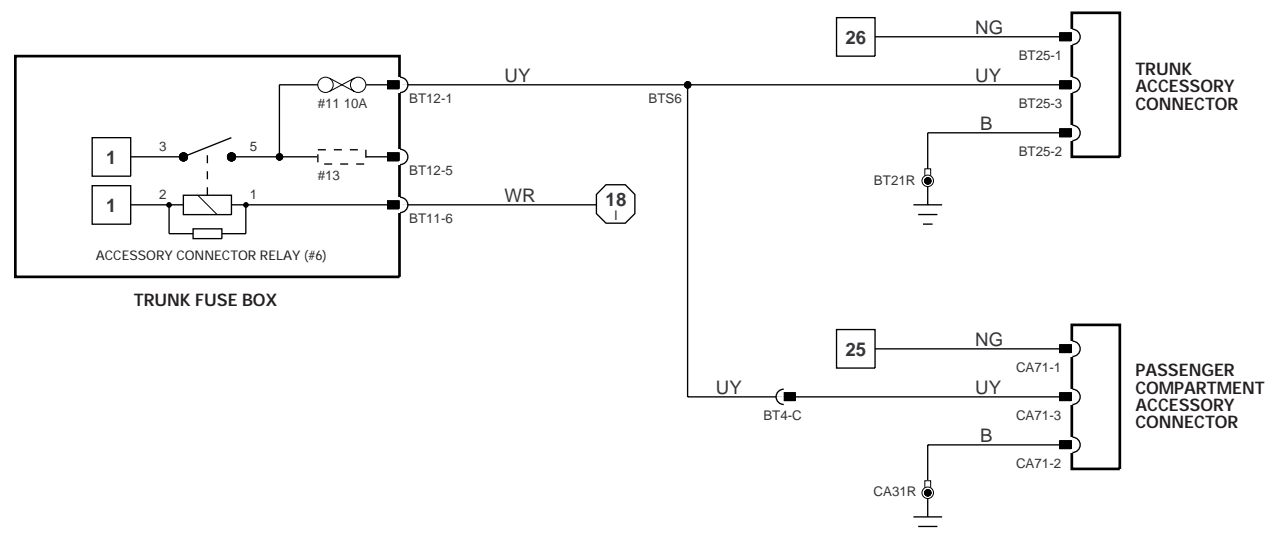 26
NG
BT25-1
UY
BT12-1
BTS6
UY
BT25-3
TRUNK
ACCESSORY
CONNECTOR
#11 10A
B
BT25-2
1
3
5
#13
BT12-5
BT21R
1
2
1
BT11-6
WR
18
I
ACCESSORY CONNECTOR RELAY (#6)
TRUNK FUSE BOX
25
NG
CA71-1
UY
BT4-C
UY
CA71-3
PASSENGER
COMPARTMENT
ACCESSORY
CONNECTOR
B
CA71-2
CA31R